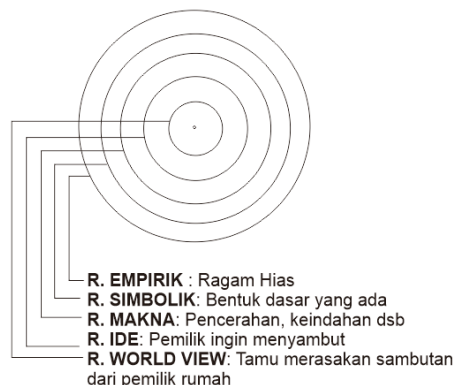 R. EMPIRIK : Ragam Hias
R. SIMBOLIK: Bentuk dasar yang ada
R. MAKNA: Pencerahan, keindahan dsb
R. IDE: Pemilik ingin menyambut
R. WORLD VIEW: Tamu merasakan sambutan
dari pemilik rumah